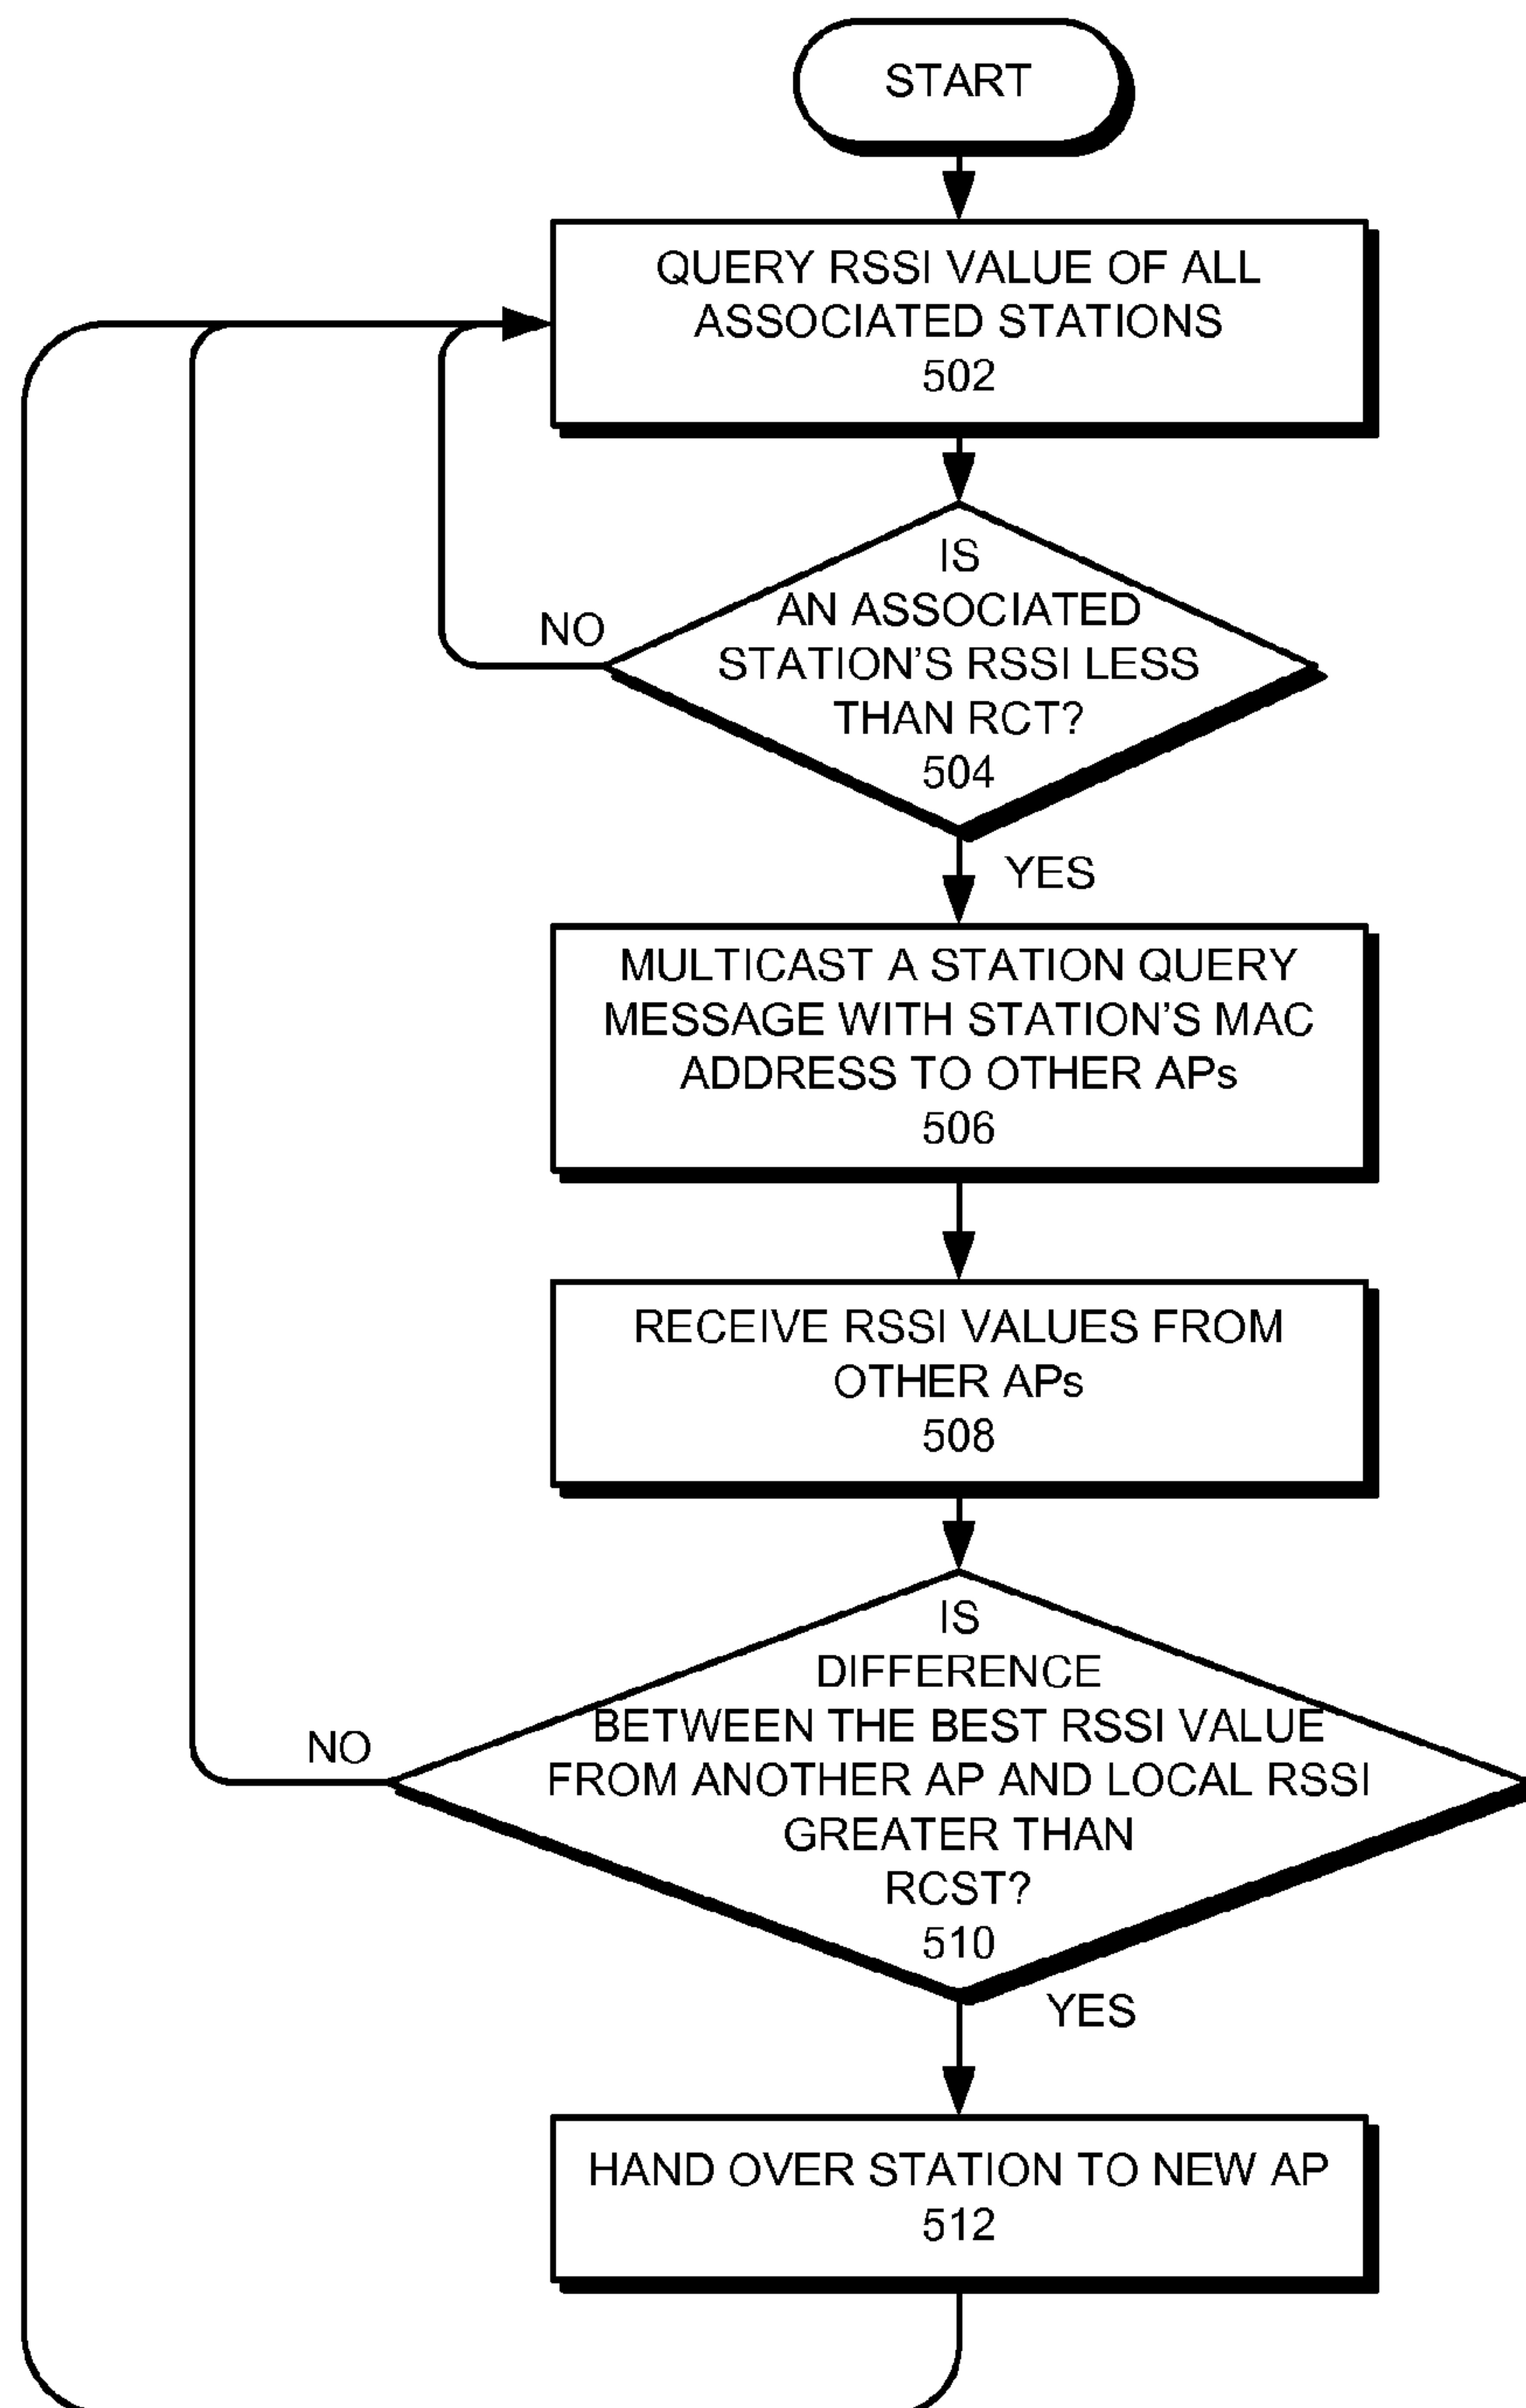 START
QUERY RSSI VALUE OF ALL
ASSOCIATED STATIONS
502
IS
AN ASSOCIATED
STATION'S RSSI LESS
THAN RCT?
504
NO
YES
MULTICAST A STATION QUERY
MESSAGE WITH STATION'S MAC
ADDRESS TO OTHER APs
506
RECEIVE RSSI VALUES FROM
OTHER APs
508
IS
DIFFERENCE
BETWEEN THE BEST RSSI VALUE
FROM ANOTHER AP AND LOCAL RSSI
GREATER THAN
RCST?
510
NO
YES
HAND OVER STATION TO NEW AP
512